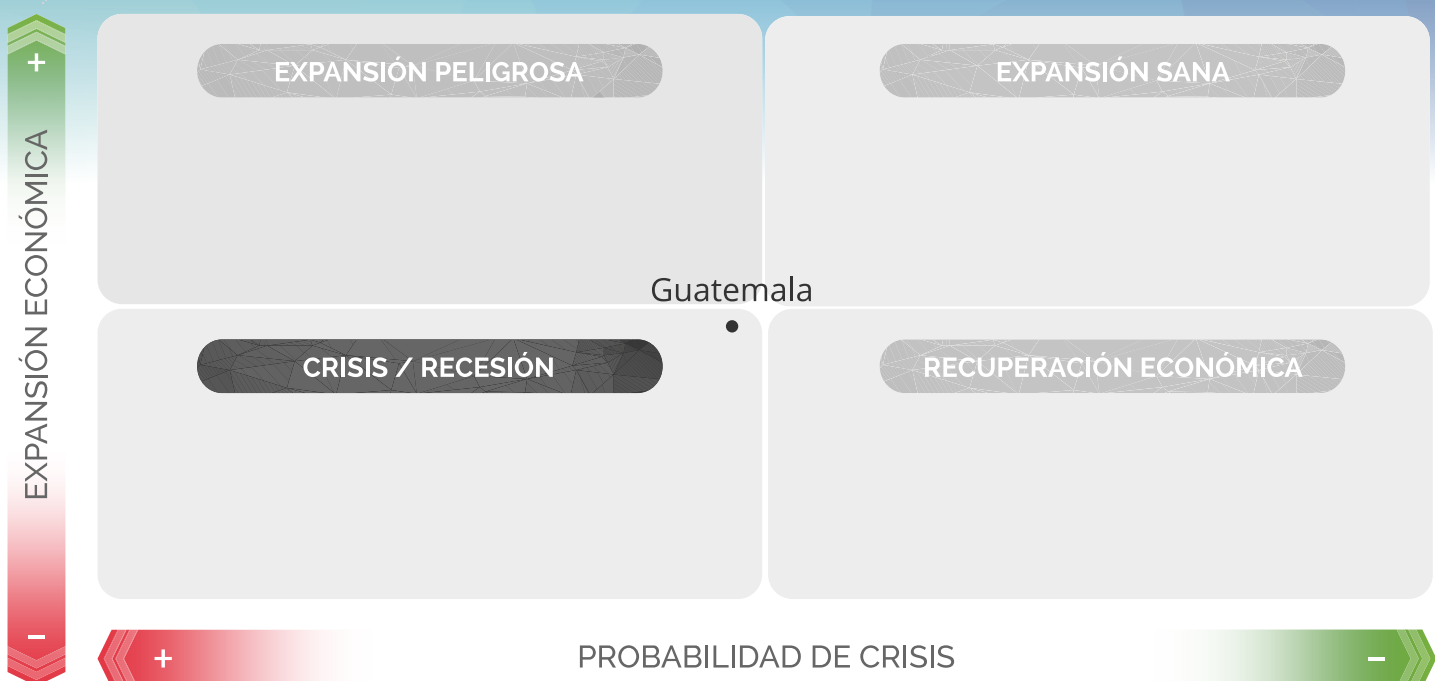 +
EXPANSIÓN ECONÓMICA
−
EXPANSIÓN PELIGROSA
EXPANSIÓN SANA
Guatemala
CRISIS / RECESIÓN
RECUPERACIÓN ECONÓMICA
+
PROBABILIDAD DE CRISIS
−